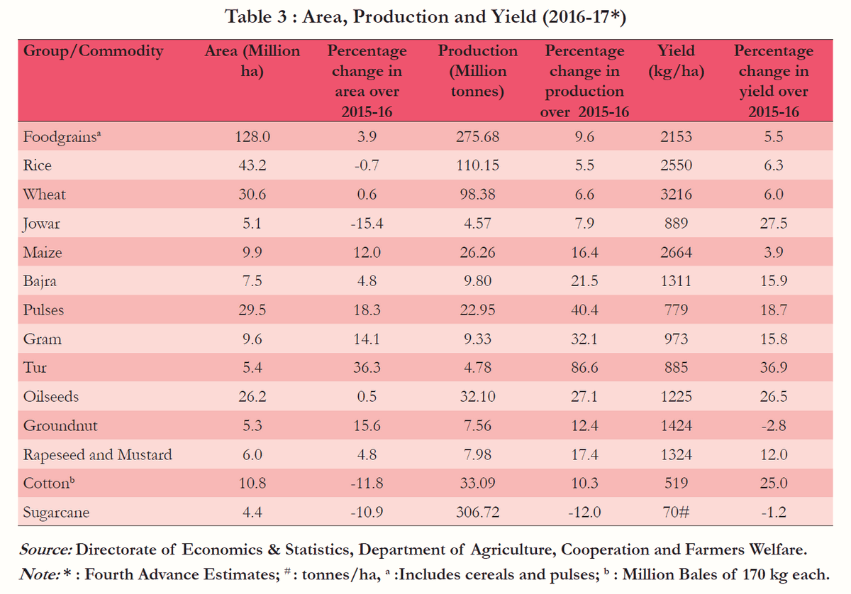 Table 3 : Area, Production and Yield (2016-17*)
Group/Commodity Area (Million ha) Percentage change in area over 2015-16 Production (Million tonnes) Percentage change in production over 2015-16 Yield (kg/ha) Percentage change in yield over 2015-16
Foodgrainsᵃ 128.0 3.9 275.68 9.6 2153 5.5
Rice 43.2 -0.7 110.15 5.5 2550 6.3
Wheat 30.6 0.6 98.38 6.6 3216 6.0
Jowar 5.1 -15.4 4.57 7.9 889 27.5
Maize 9.9 12.0 26.26 16.4 2664 3.9
Bajra 7.5 4.8 9.80 21.5 1311 15.9
Pulses 29.5 18.3 22.95 40.4 779 18.7
Gram 9.6 14.1 9.33 32.1 973 15.8
Tur 5.4 36.3 4.78 86.6 885 36.9
Oilseeds 26.2 0.5 32.10 27.1 1225 26.5
Groundnut 5.3 15.6 7.56 12.4 1424 -2.8
Rapeseed and Mustard 6.0 4.8 7.98 17.4 1324 12.0
Cottonᵇ 10.8 -11.8 33.09 10.3 519 25.0
Sugarcane 4.4 -10.9 306.72 -12.0 70# -1.2
Source: Directorate of Economics & Statistics, Department of Agriculture, Cooperation and Farmers Welfare.
Note: * : Fourth Advance Estimates; # : tonnes/ha, ᵃ :Includes cereals and pulses; ᵇ : Million Bales of 170 kg each.